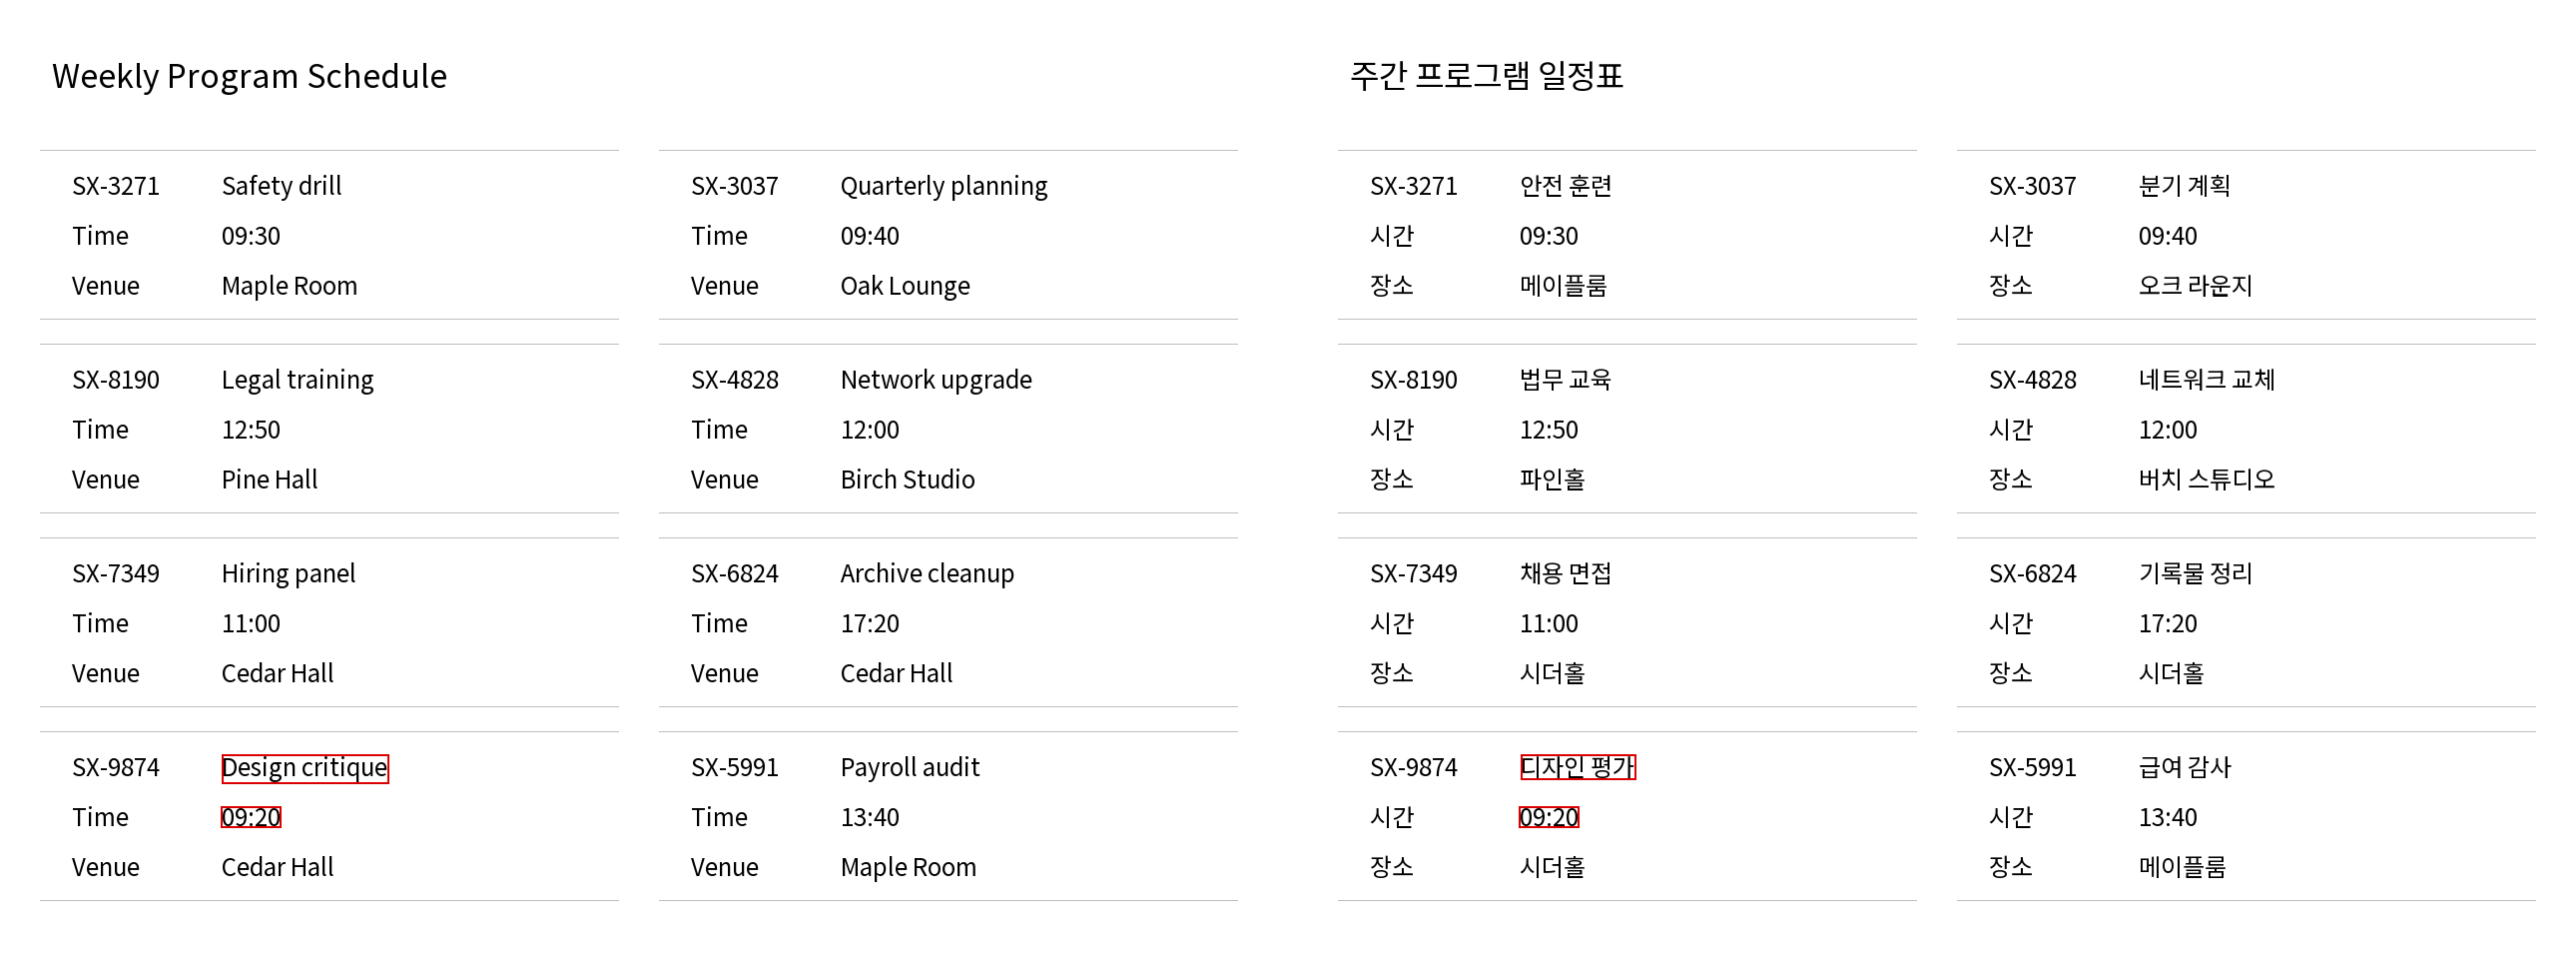 Weekly Program Schedule
SX-3271 Safety drill
Time 09:30
Venue Maple Room
SX-3037 Quarterly planning
Time 09:40
Venue Oak Lounge
SX-8190 Legal training
Time 12:50
Venue Pine Hall
SX-4828 Network upgrade
Time 12:00
Venue Birch Studio
SX-7349 Hiring panel
Time 11:00
Venue Cedar Hall
SX-6824 Archive cleanup
Time 17:20
Venue Cedar Hall
SX-9874 Design critique
Time 09:20
Venue Cedar Hall
SX-5991 Payroll audit
Time 13:40
Venue Maple Room
주간 프로그램 일정표
SX-3271 안전 훈련
시간 09:30
장소 메이플룸
SX-3037 분기 계획
시간 09:40
장소 오크 라운지
SX-8190 법무 교육
시간 12:50
장소 파인홀
SX-4828 네트워크 교체
시간 12:00
장소 버치 스튜디오
SX-7349 채용 면접
시간 11:00
장소 시더홀
SX-6824 기록물 정리
시간 17:20
장소 시더홀
SX-9874 디자인 평가
시간 09:20
장소 시더홀
SX-5991 급여 감사
시간 13:40
장소 메이플룸